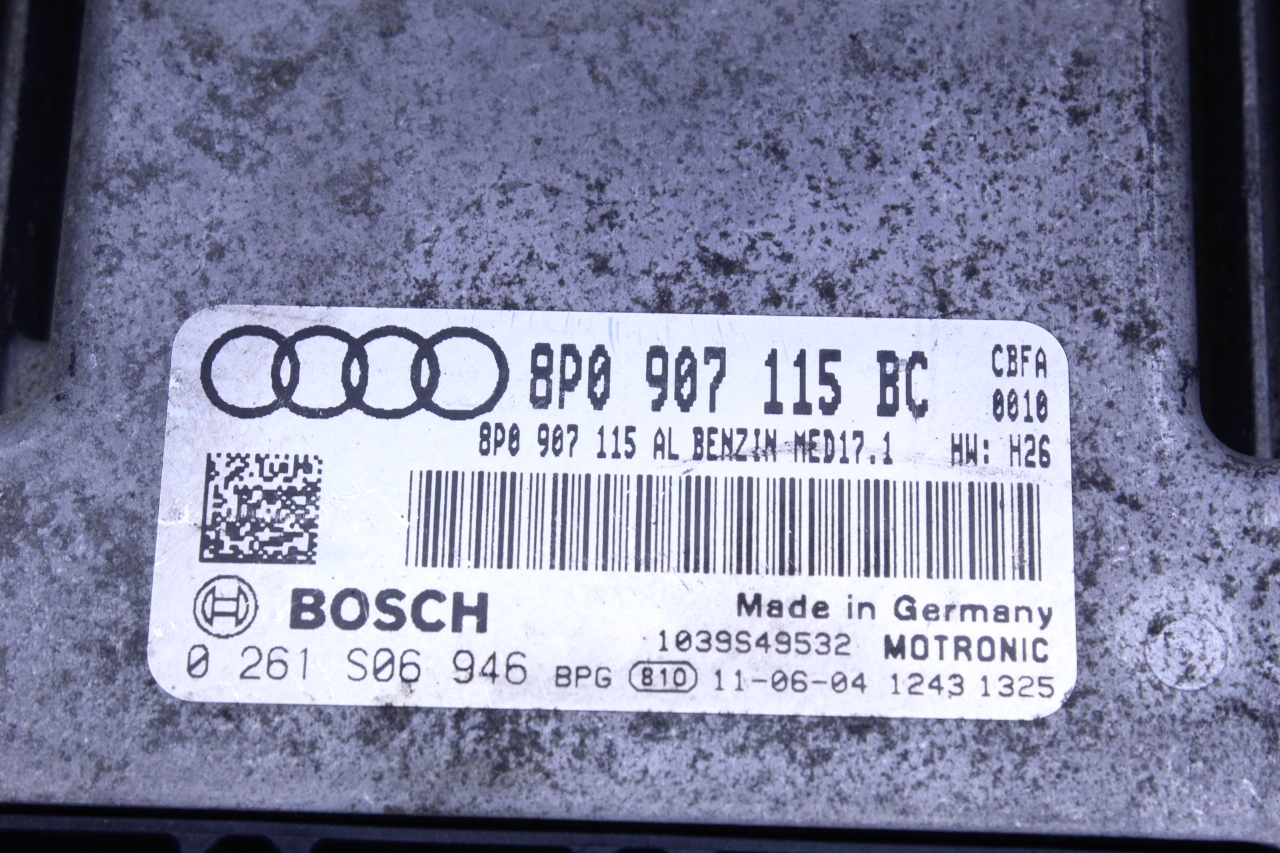 8P0 907 115 BC CBFA
0010
8P0 907 115 AL BENZIN MED17.1 HW: H26
BOSCH Made in Germany
1039S49532 MOTRONIC
0 261 S06 946 BPG 810 11-06-04 1243 1325